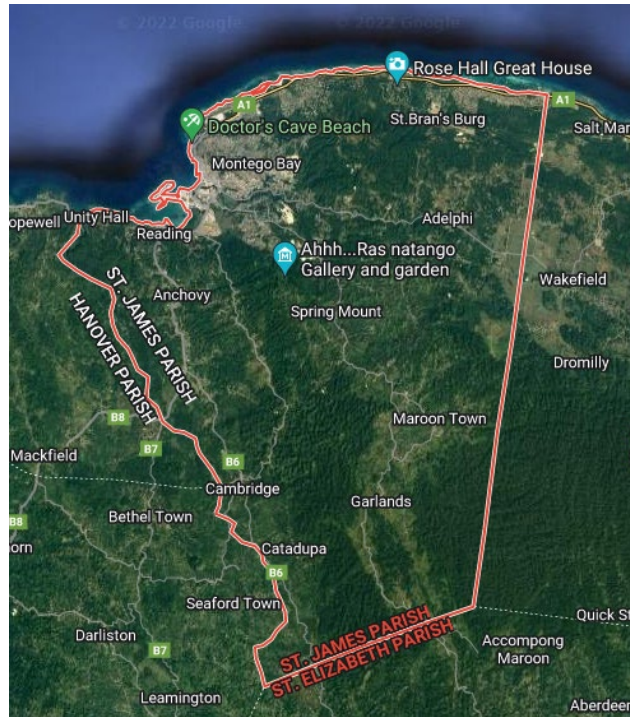 © 2022 Google
© 2022 Google
Rose Hall Great House
A1
A1
St.Bran's Burg
Doctor's Cave Beach
Salt Mar
Montego Bay
opewell
Unity Hall
Adelphi
Reading
Ahhh...Ras natango
Gallery and garden
Wakefield
Anchovy
ST. JAMES PARISH
HANOVER PARISH
Spring Mount
Dromilly
B8
Maroon Town
B7
Mackfield
B6
Cambridge
Garlands
Bethel Town
B8
orn
Catadupa
B6
Seaford Town
Quick St
ST. JAMES PARISH
ST. ELIZABETH PARISH
Darliston
B7
Accompong
Maroon
Leamington
Aberdeen